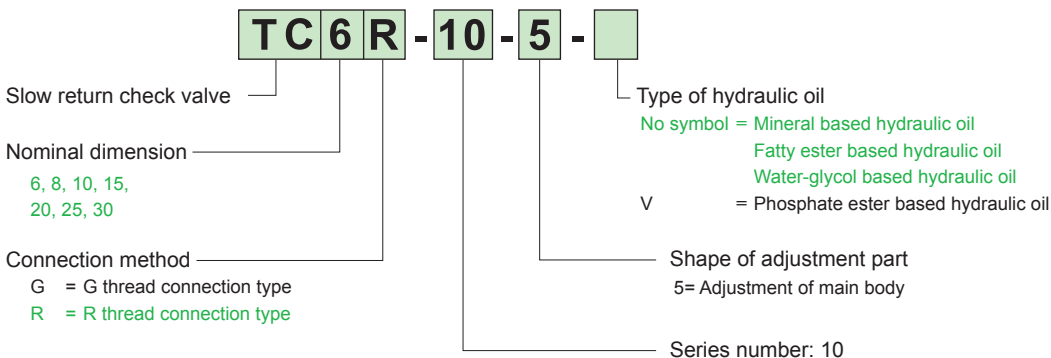 TC6R-10-5-
Slow return check valve
Type of hydraulic oil
No symbol = Mineral based hydraulic oil
Fatty ester based hydraulic oil
Water-glycol based hydraulic oil
V = Phosphate ester based hydraulic oil
Nominal dimension
6, 8, 10, 15,
20, 25, 30
Connection method
G = G thread connection type
R = R thread connection type
Shape of adjustment part
5= Adjustment of main body
Series number: 10